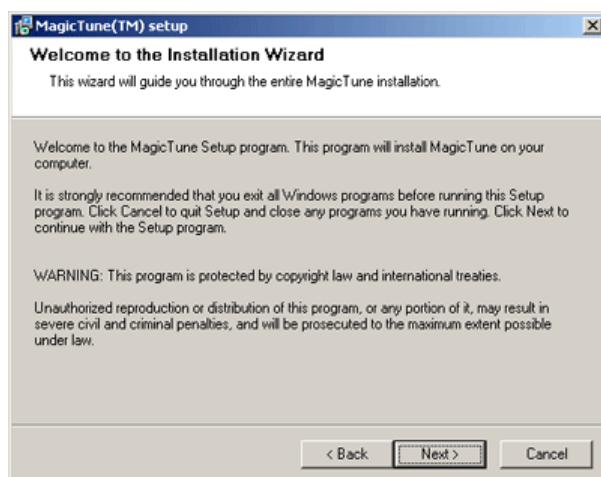 MagicTune(TM) setup
Welcome to the Installation Wizard
This wizard will guide you through the entire MagicTune installation.
Welcome to the MagicTune Setup program. This program will install MagicTune on your
computer.
It is strongly recommended that you exit all Windows programs before running this Setup
program. Click Cancel to quit Setup and close any programs you have running. Click Next to
continue with the Setup program.
WARNING: This program is protected by copyright law and international treaties.
Unauthorized reproduction or distribution of this program, or any portion of it, may result in
severe civil and criminal penalties, and will be prosecuted to the maximum extent possible
under law.
< Back Next > Cancel